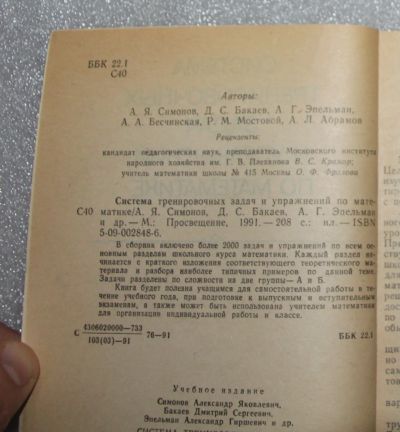 ББК 22.1
С40
Авторы:
А. Я. Симонов, Д. С. Бакаев, А. Г. Эпельман,
А. А. Бесчинская, Р. М. Мостовой, А. Л. Абрамов
Рецензенты:
кандидат педагогических наук, преподаватель Московского института
народного хозяйства им. Г. В. Плеханова В. С. Крамор;
учитель математики школы № 415 Москвы О. Ф.
Система тренировочных задач и упражнений по мате-
С40 матике/А. Я. Симонов, Д. С. Бакаев, А. Г. Эпельман
и др.— М.: Просвещение, 1991.— 208 с.: ил.— ISBN
5-09-002848-6.
В сборник включено более 2000 задач и упражнений по всем ос-
новным разделам школьного курса математики. Каждый раздел на-
чинается с краткого изложения соответствующего теоретического ма-
териала и разбора наиболее типичных примеров по данной теме.
Задачи разделены по сложности на две группы— А и Б.
Книга будет полезна учащимся для самостоятельной работы в те-
чение учебного года, при подготовке к выпускным и вступительным
экзаменам, а также может быть использована учителем математики
для организации индивидуальной работы в классе.
С 4306020000—733
103(03)—91 76—91
ББК 22.1
Учебное издание
Симонов Александр Яковлевич,
Бакаев Дмитрий Сергеевич,
Эпельман Александр Гиршевич и др.